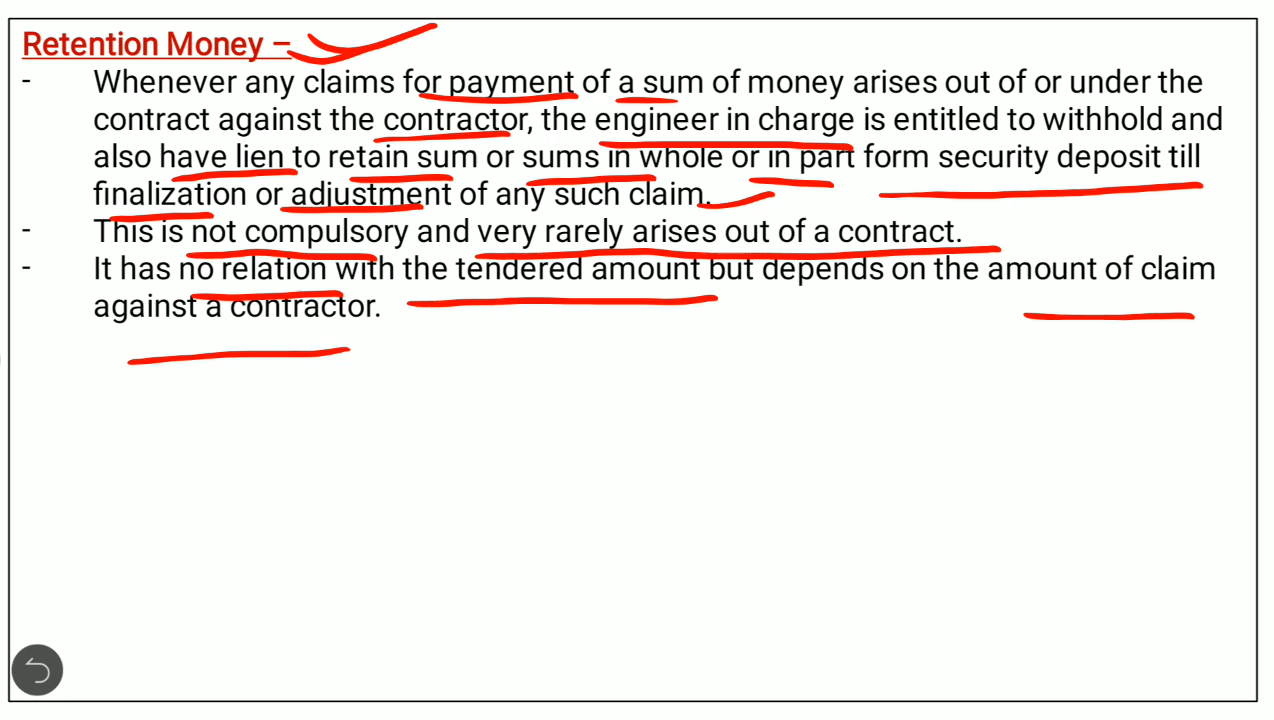 Retention Money –
- Whenever any claims for payment of a sum of money arises out of or under the
contract against the contractor, the engineer in charge is entitled to withhold and
also have lien to retain sum or sums in whole or in part form security deposit till
finalization or adjustment of any such claim.
- This is not compulsory and very rarely arises out of a contract.
- It has no relation with the tendered amount but depends on the amount of claim
against a contractor.